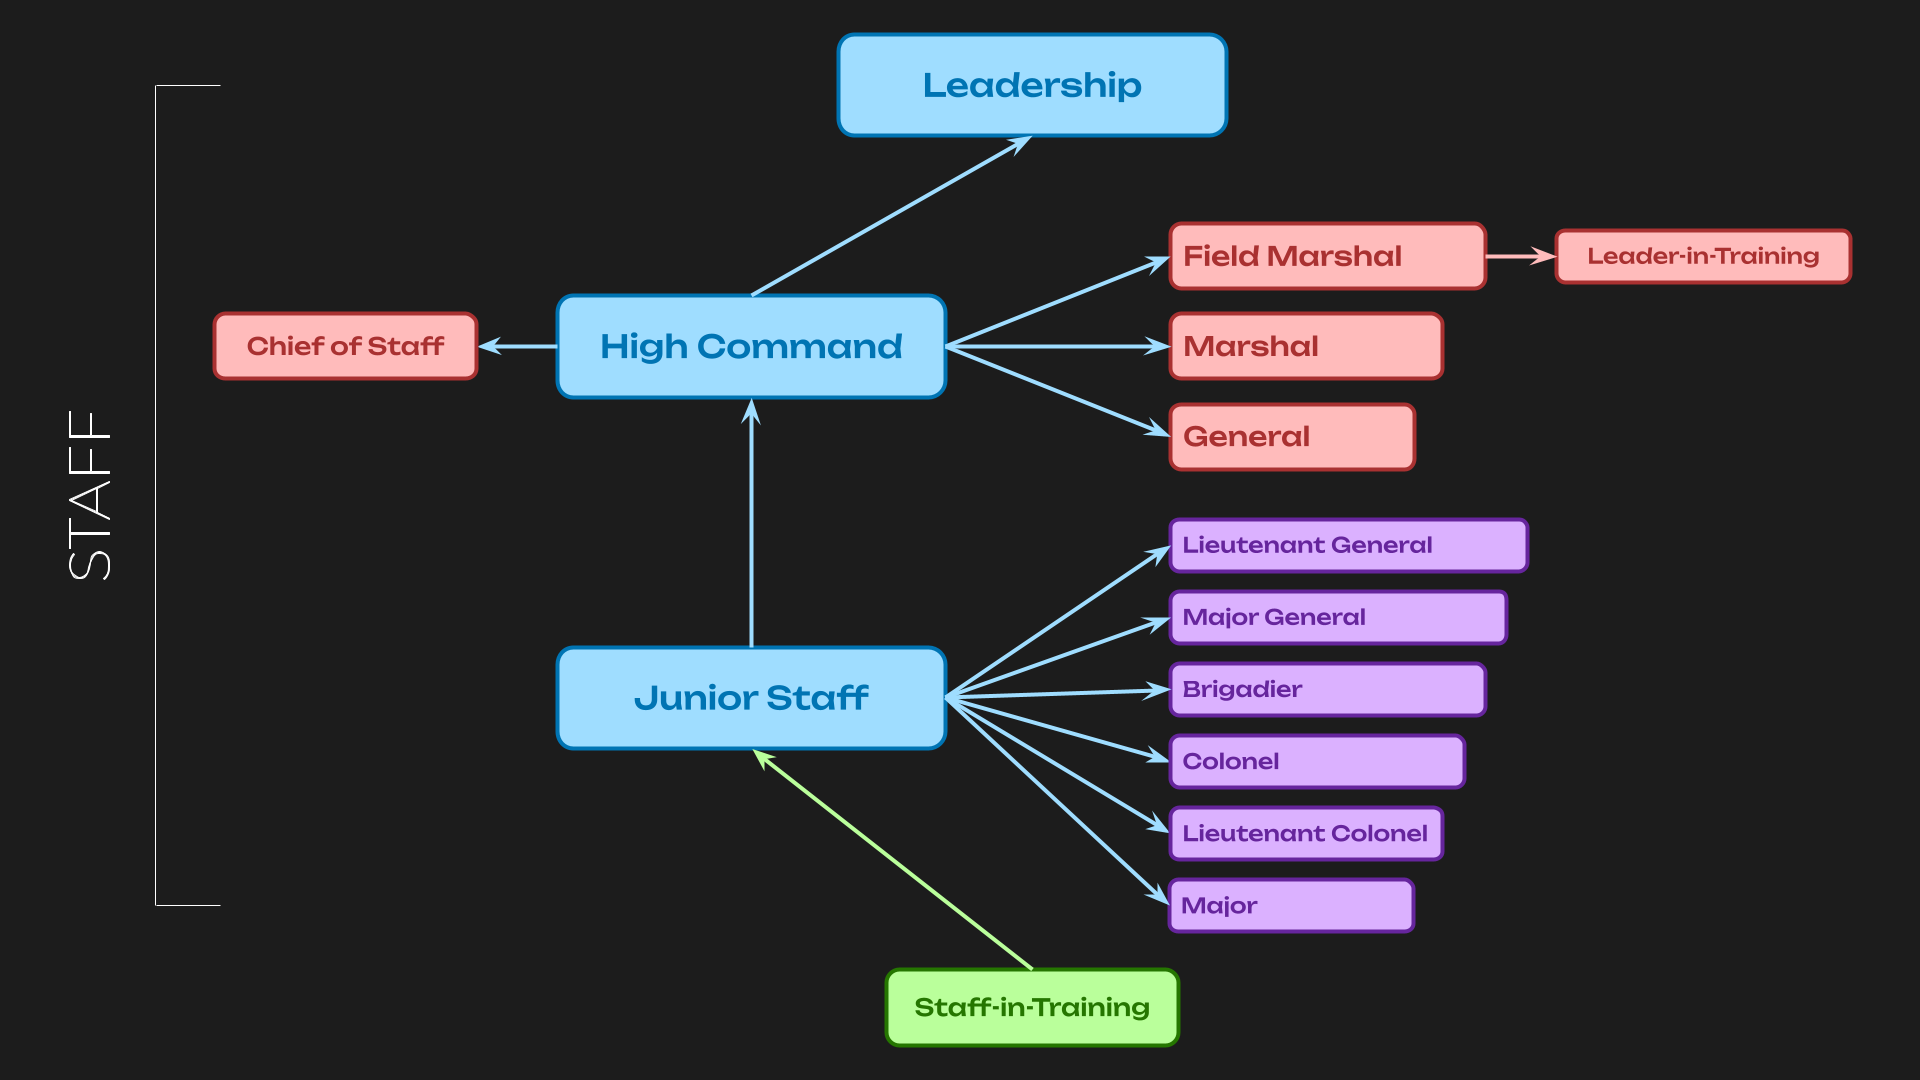 Leadership
Field Marshal
Leader-in-Training
Chief of Staff
High Command
Marshal
General
STAFF
Lieutenant General
Major General
Brigadier
Junior Staff
Colonel
Lieutenant Colonel
Major
Staff-in-Training